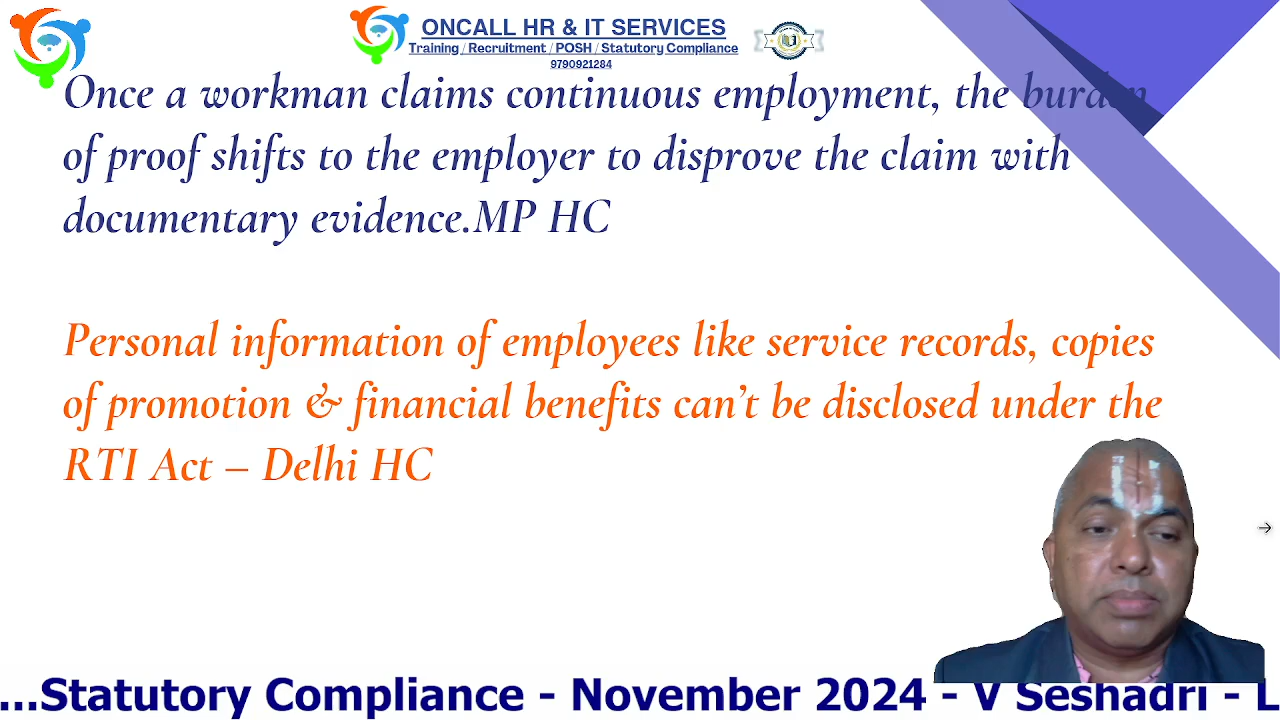 ONCALL HR & IT SERVICES
Training / Recruitment / POSH / Statutory Compliance
9790921284
Once a workman claims continuous employment, the burden
of proof shifts to the employer to disprove the claim with
documentary evidence.MP HC
Personal information of employees like service records, copies
of promotion & financial benefits can’t be disclosed under the
RTI Act – Delhi HC
...Statutory Compliance - November 2024 - V Seshadri - L